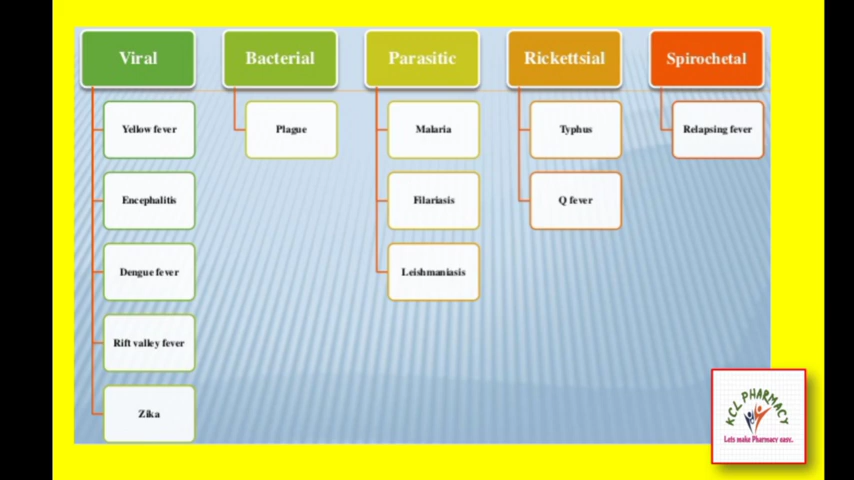 Viral
Bacterial
Parasitic
Rickettsial
Spirochetal
Yellow fever
Plague
Malaria
Typhus
Relapsing fever
Encephalitis
Filariasis
Q fever
Dengue fever
Leishmaniasis
Rift valley fever
Zika
KCL PHARMACY
Lets make Pharmacy easy.